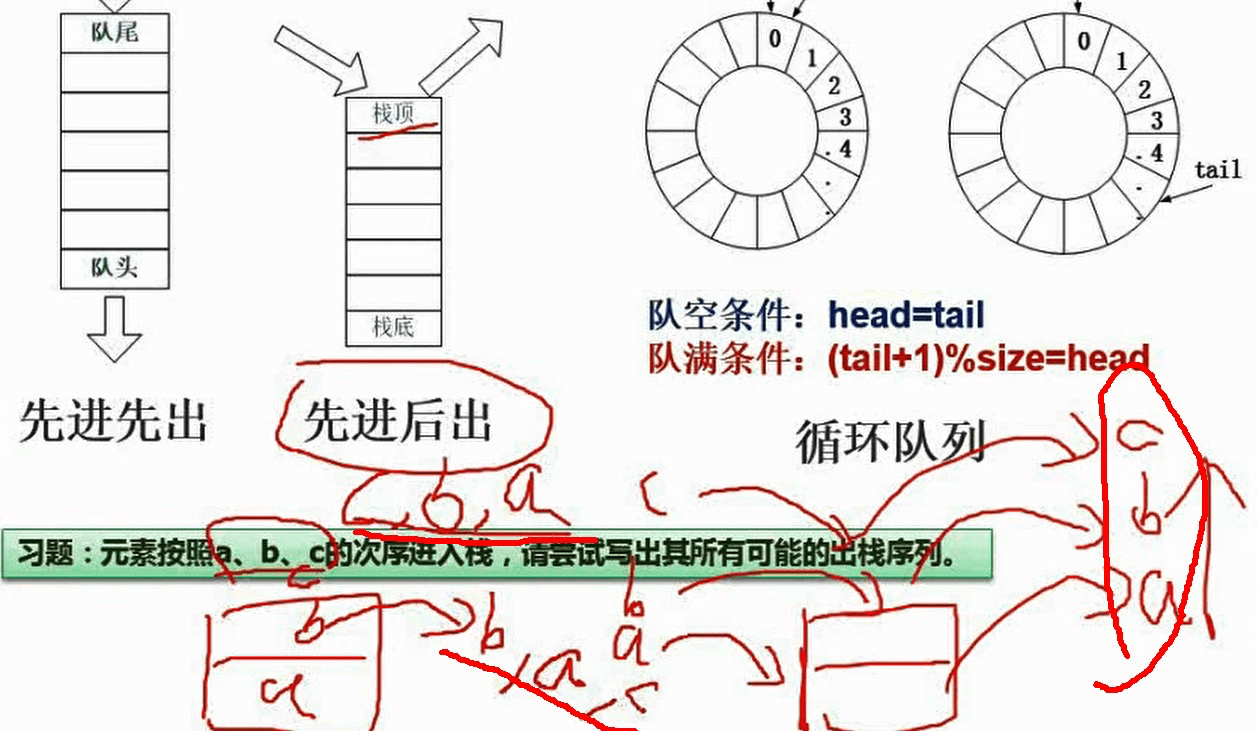 队尾
队头
先进先出
栈顶
栈底
先进后出
0
1
2
3
4
0
1
2
3
4
tail
队空条件：head=tail
队满条件：(tail+1)%size=head
循环队列
c,b,a
c
c
b
a
习题：元素按照a、b、c的次序进入栈，请尝试写出其所有可能的出栈序列。
c
b
a
b,a,c
b
a